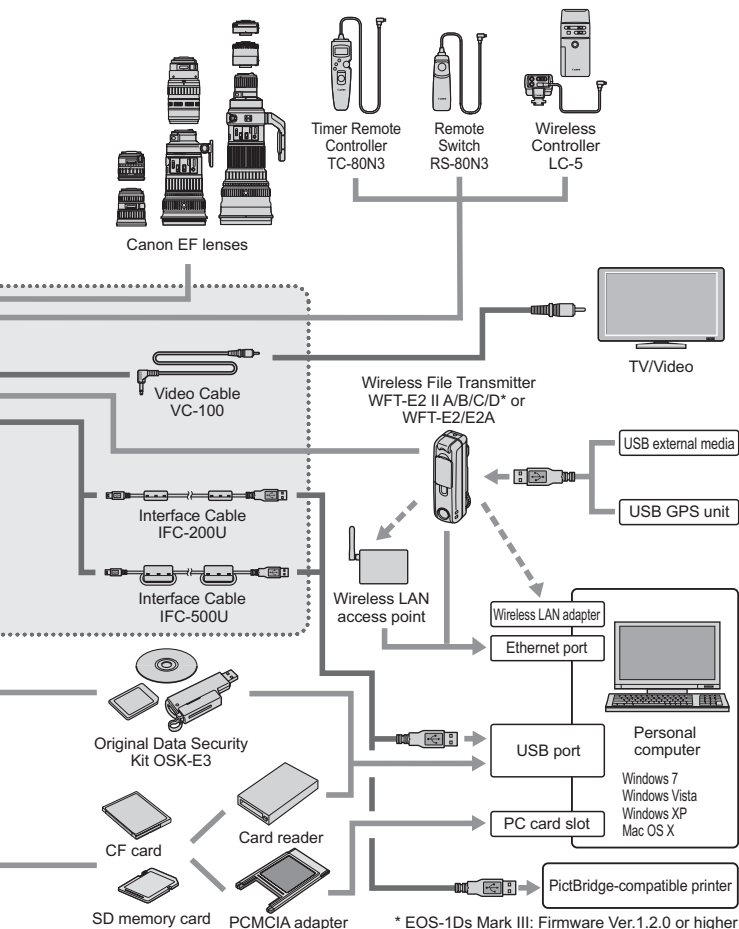 Timer Remote
Controller
TC-80N3
Remote
Switch
RS-80N3
Wireless
Controller
LC-5
Canon EF lenses
TV/Video
Video Cable
VC-100
Wireless File Transmitter
WFT-E2 II A/B/C/D* or
WFT-E2/E2A
USB external media
USB GPS unit
Interface Cable
IFC-200U
Interface Cable
IFC-500U
Wireless LAN
access point
Wireless LAN adapter
Ethernet port
Original Data Security
Kit OSK-E3
USB port
Personal
computer
Windows 7
Windows Vista
Windows XP
Mac OS X
PC card slot
CF card
Card reader
SD memory card
PCMCIA adapter
PictBridge-compatible printer
* EOS-1Ds Mark III: Firmware Ver.1.2.0 or higher